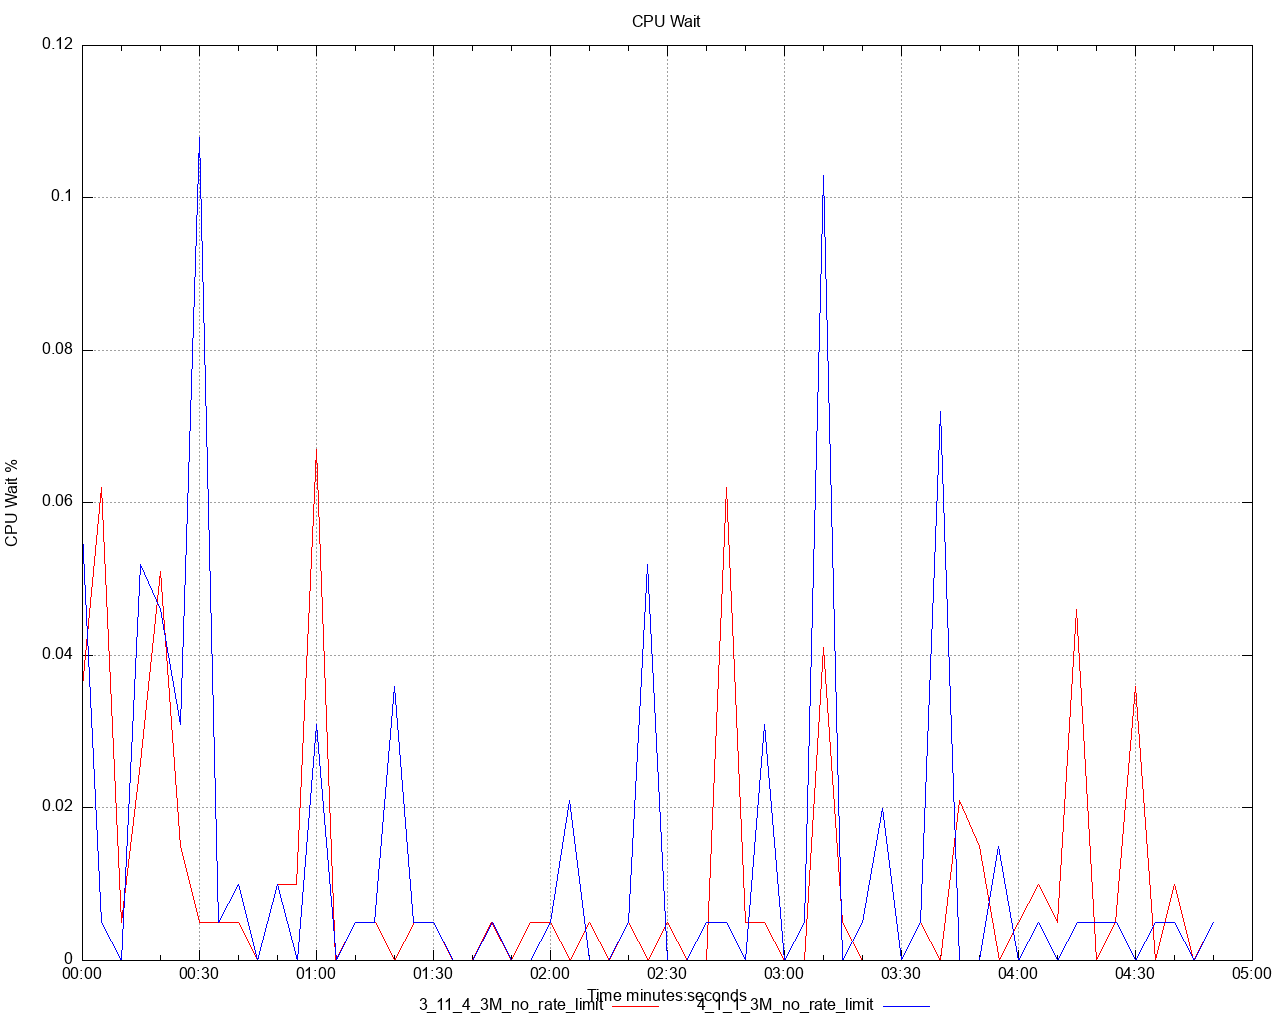 CPU Wait
0.12
0.1
0.08
0.06
0.04
0.02
0
CPU Wait %
00:00 00:30 01:00 01:30 02:00 02:30 03:00 03:30 04:00 04:30 05:00
Time minutes:seconds
3_11_4_3M_no_rate_limit 4_1_1_3M_no_rate_limit